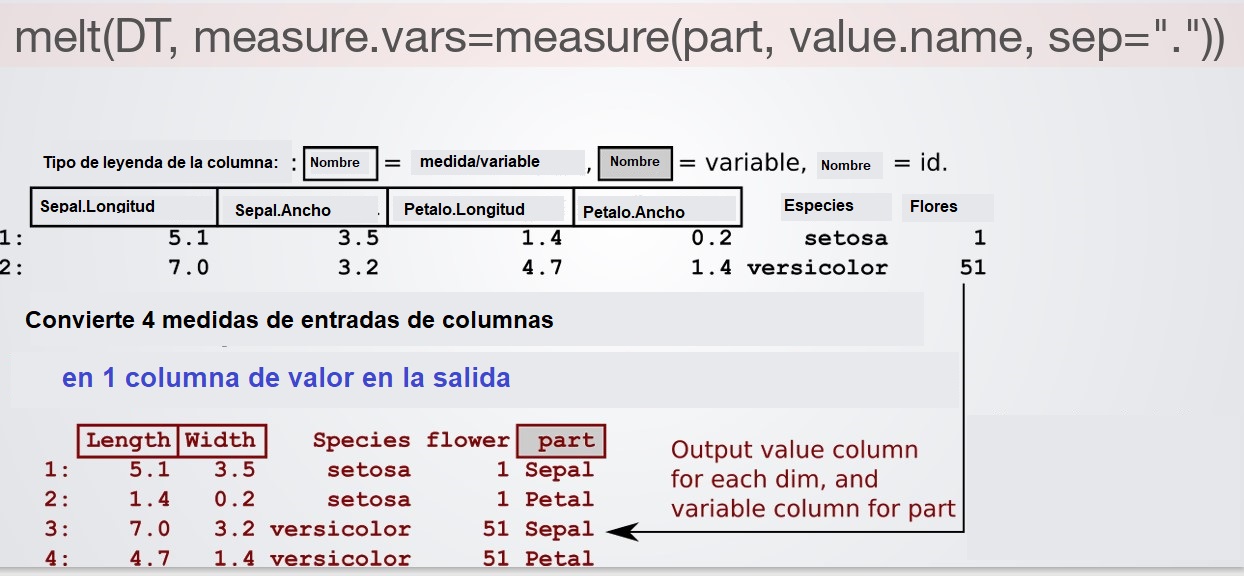 melt(DT, measure.vars=measure(part, value.name, sep="."))
Tipo de leyenda de la columna: : Nombre = medida/variable , Nombre = variable, Nombre = id.
Sepal.Longitud Sepal.Ancho . Petalo.Longitud Petalo.Ancho Especies Flores
1: 5.1 3.5 1.4 0.2 setosa 1
2: 7.0 3.2 4.7 1.4 versicolor 51
Convierte 4 medidas de entradas de columnas
en 1 columna de valor en la salida
Length Width Species flower part
1: 5.1 3.5 setosa 1 Sepal
2: 1.4 0.2 setosa 1 Petal
3: 7.0 3.2 versicolor 51 Sepal
4: 4.7 1.4 versicolor 51 Petal
Output value column
for each dim, and
variable column for part